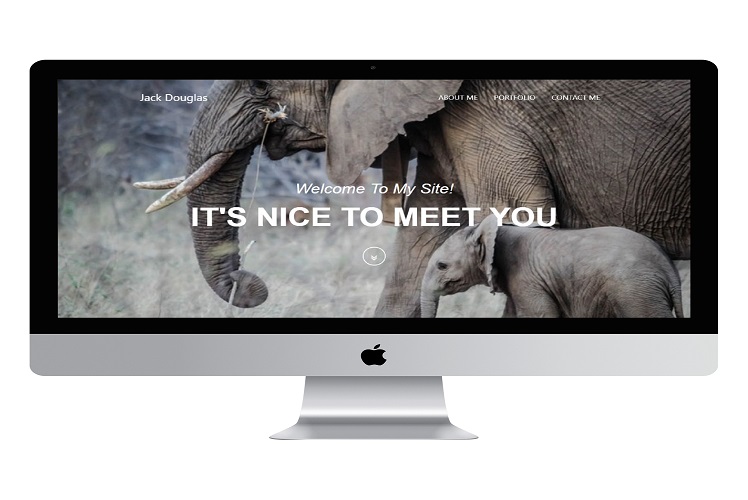 Jack Douglas
ABOUT ME PORTFOLIO CONTACT ME
Welcome To My Site!
IT'S NICE TO MEET YOU